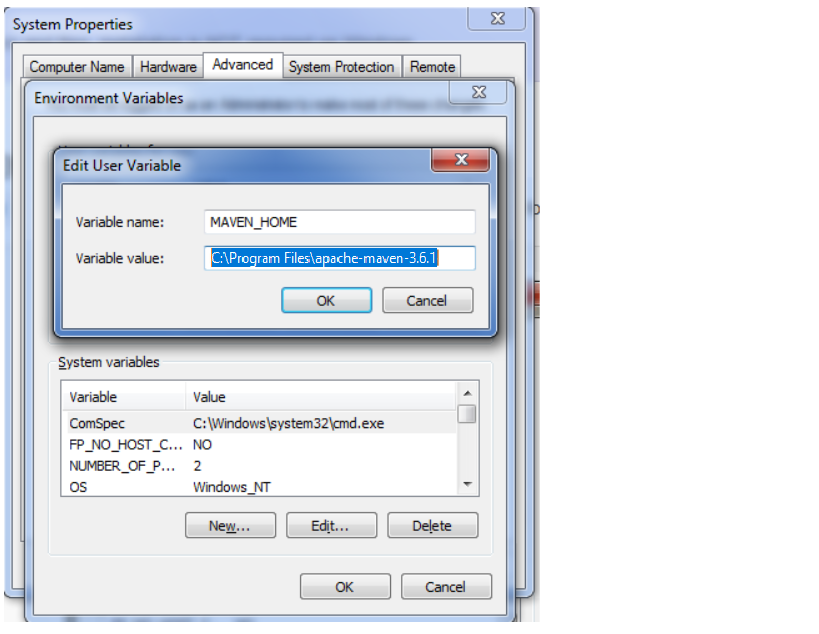 System Properties
Computer Name Hardware Advanced System Protection Remote
Environment Variables
Edit User Variable
Variable name: MAVEN_HOME
Variable value: C:\Program Files\apache-maven-3.6.1
OK Cancel
System variables
Variable Value
ComSpec C:\Windows\system32\cmd.exe
FP_NO_HOST_C... NO
NUMBER_OF_P... 2
OS Windows_NT
New... Edit... Delete
OK Cancel